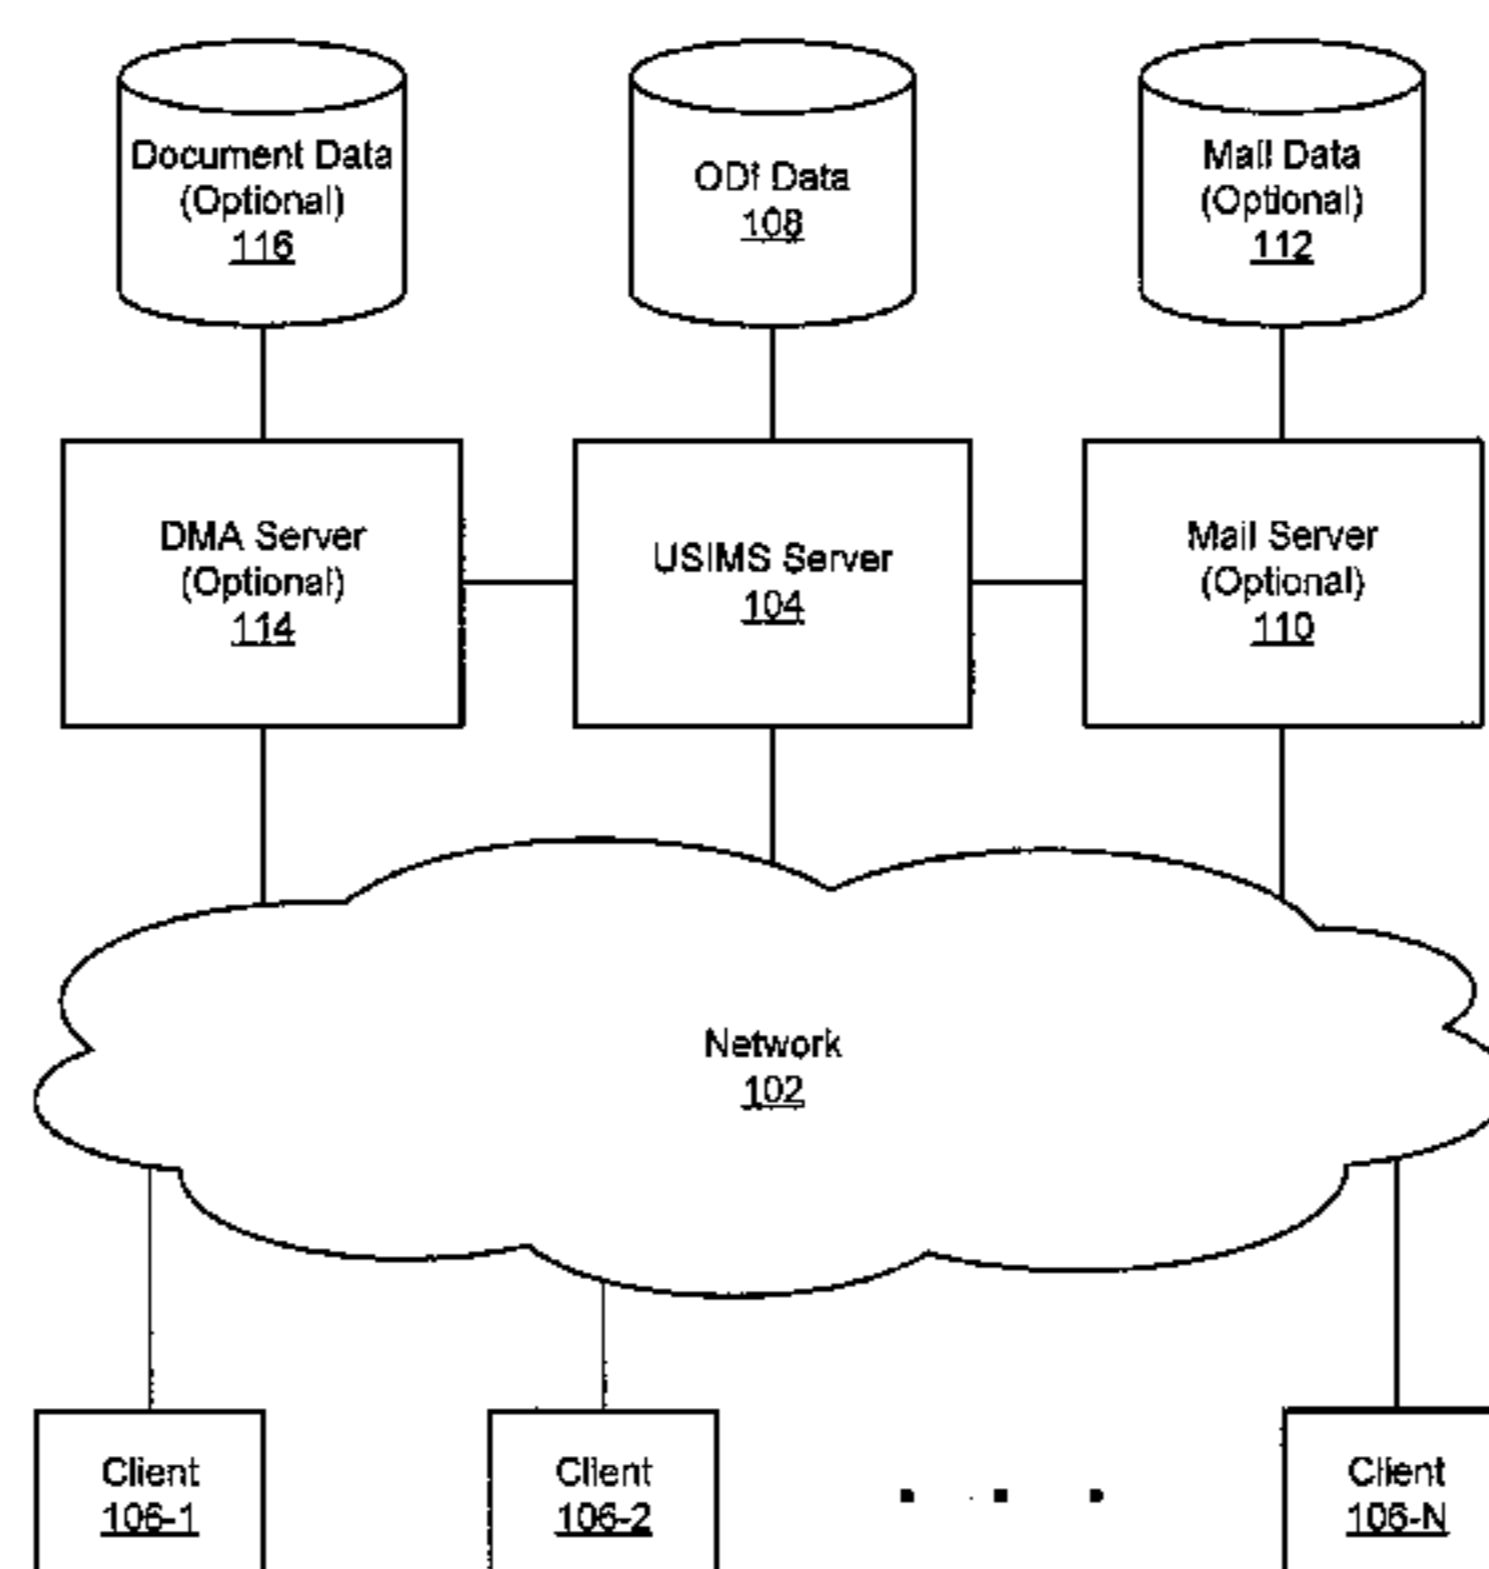 Document Data
(Optional)
116
ODI Data
108
Mail Data
(Optional)
112
DMA Server
(Optional)
114
USIMS Server
104
Mail Server
(Optional)
110
Network
102
Client
106-1
Client
106-2
. . .
Client
106-N